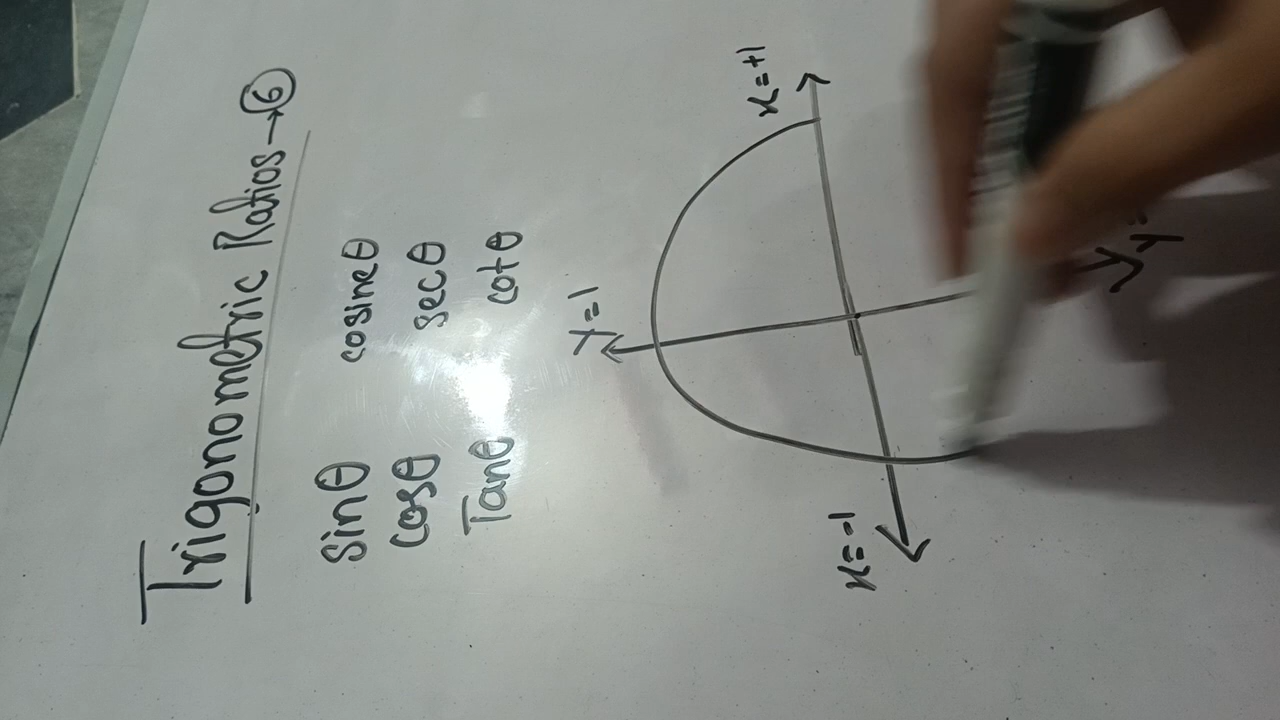 Trigonometric Ratios→6
sinθ cosineθ
cosθ secθ
Tanθ cotθ
y=1
x=-1
x=+1
y=